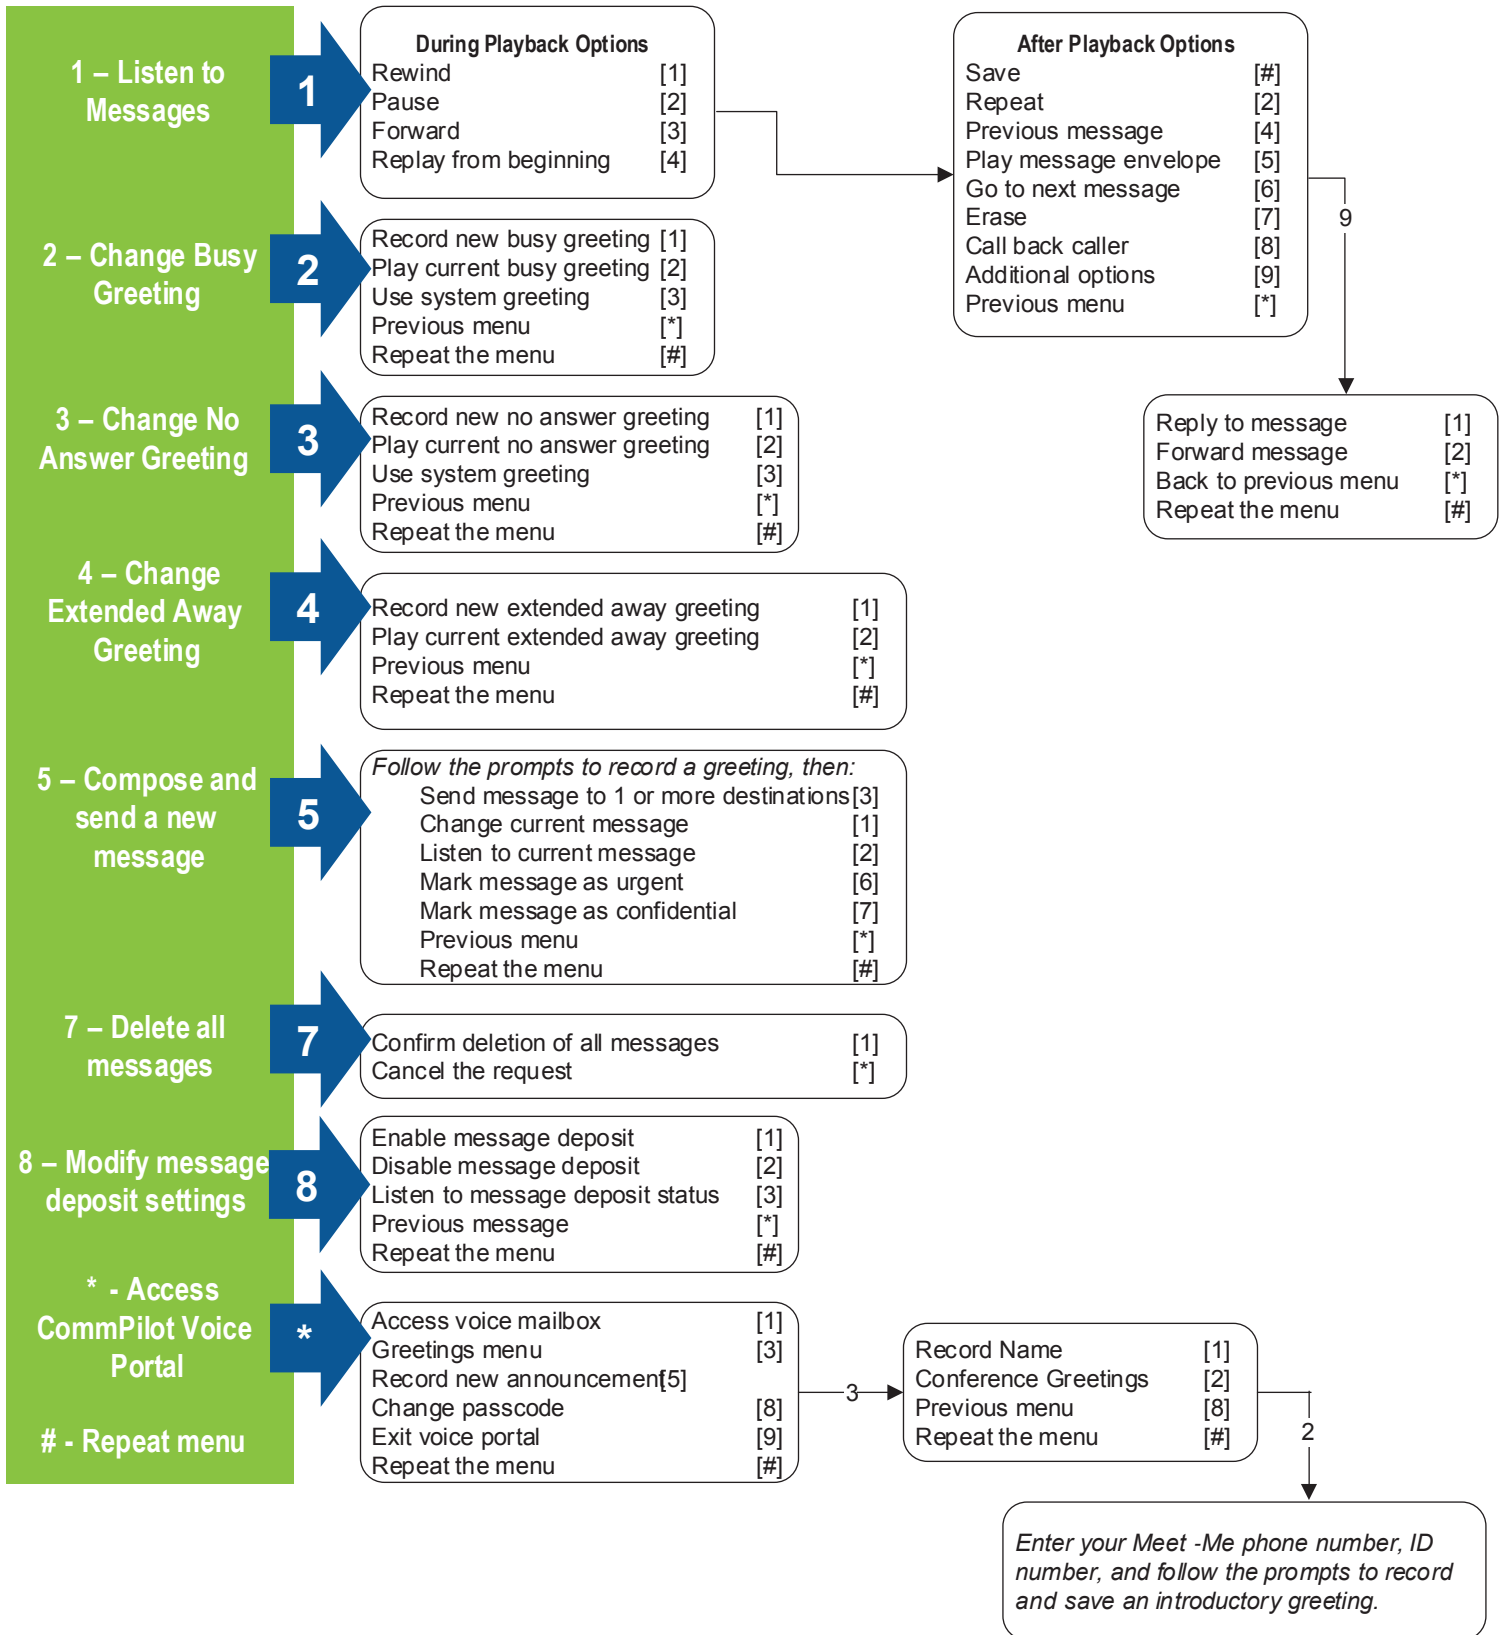 1 – Listen to
Messages
1
During Playback Options
Rewind [1]
Pause [2]
Forward [3]
Replay from beginning [4]
After Playback Options
Save [#]
Repeat [2]
Previous message [4]
Play message envelope [5]
Go to next message [6]
Erase [7]
Call back caller [8]
Additional options [9]
Previous menu [*]
9
Reply to message [1]
Forward message [2]
Back to previous menu [*]
Repeat the menu [#]
2 – Change Busy
Greeting
2
Record new busy greeting [1]
Play current busy greeting [2]
Use system greeting [3]
Previous menu [*]
Repeat the menu [#]
3 – Change No
Answer Greeting
3
Record new no answer greeting [1]
Play current no answer greeting [2]
Use system greeting [3]
Previous menu [*]
Repeat the menu [#]
4 – Change
Extended Away
Greeting
4
Record new extended away greeting [1]
Play current extended away greeting [2]
Previous menu [*]
Repeat the menu [#]
5 – Compose and
send a new
message
5
Follow the prompts to record a greeting, then:
Send message to 1 or more destinations[3]
Change current message [1]
Listen to current message [2]
Mark message as urgent [6]
Mark message as confidential [7]
Previous menu [*]
Repeat the menu [#]
7 – Delete all
messages
7
Confirm deletion of all messages [1]
Cancel the request [*]
8 – Modify message
deposit settings
8
Enable message deposit [1]
Disable message deposit [2]
Listen to message deposit status [3]
Previous message [*]
Repeat the menu [#]
* - Access
CommPilot Voice
Portal
*
Access voice mailbox [1]
Greetings menu [3]
Record new announcement[5]
Change passcode [8]
Exit voice portal [9]
Repeat the menu [#]
3
Record Name [1]
Conference Greetings [2]
Previous menu [8]
Repeat the menu [#]
2
Enter your Meet -Me phone number, ID
number, and follow the prompts to record
and save an introductory greeting.
# - Repeat menu